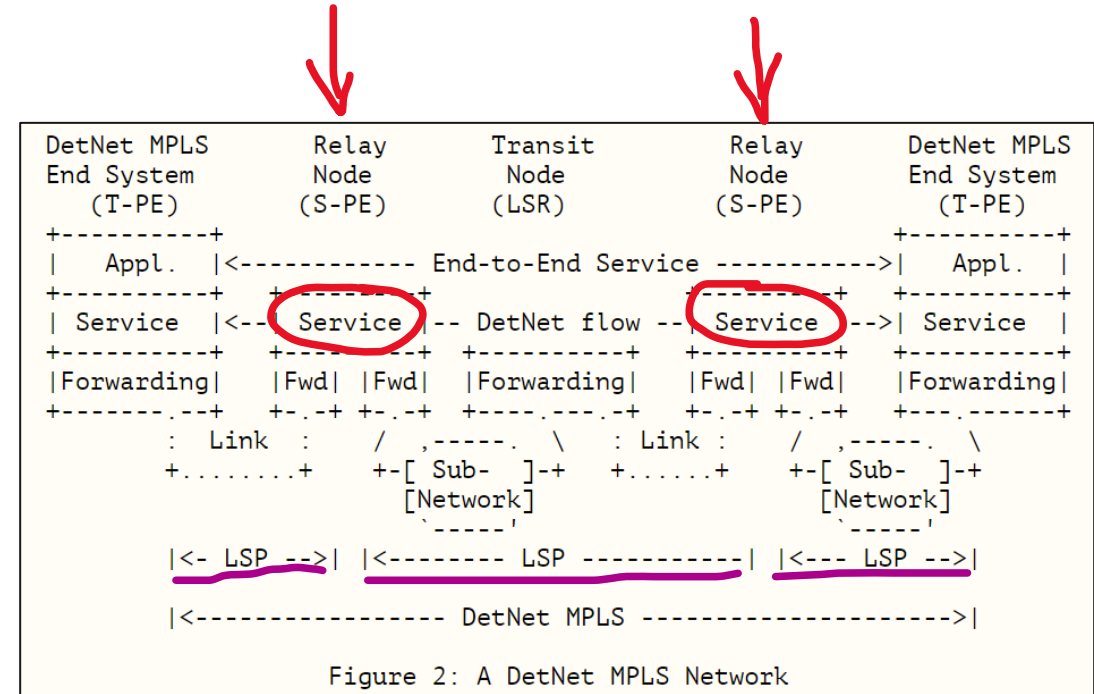 DetNet MPLS       Relay       Transit         Relay        DetNet MPLS
End System        Node         Node           Node         End System
(T-PE)           (S-PE)       (LSR)          (S-PE)          (T-PE)
Appl. End-to-End Service Appl.
Service Service DetNet flow Service Service
Forwarding Fwd Fwd Forwarding Fwd Fwd Forwarding
Link Link
Sub- Sub-
[Network] [Network]
LSP LSP LSP
DetNet MPLS
Figure 2: A DetNet MPLS Network